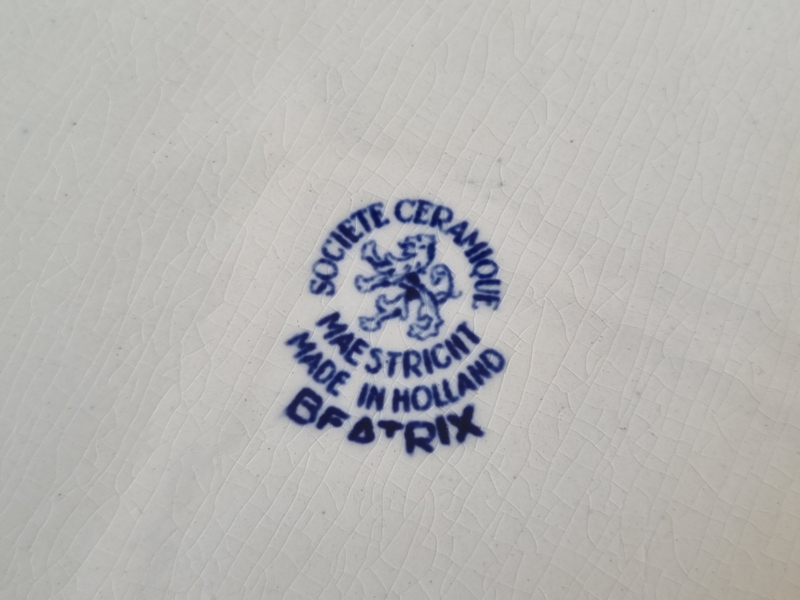 SOCIETE CERAMIQUE
MAESTRICHT
MADE IN HOLLAND
BEATRIX